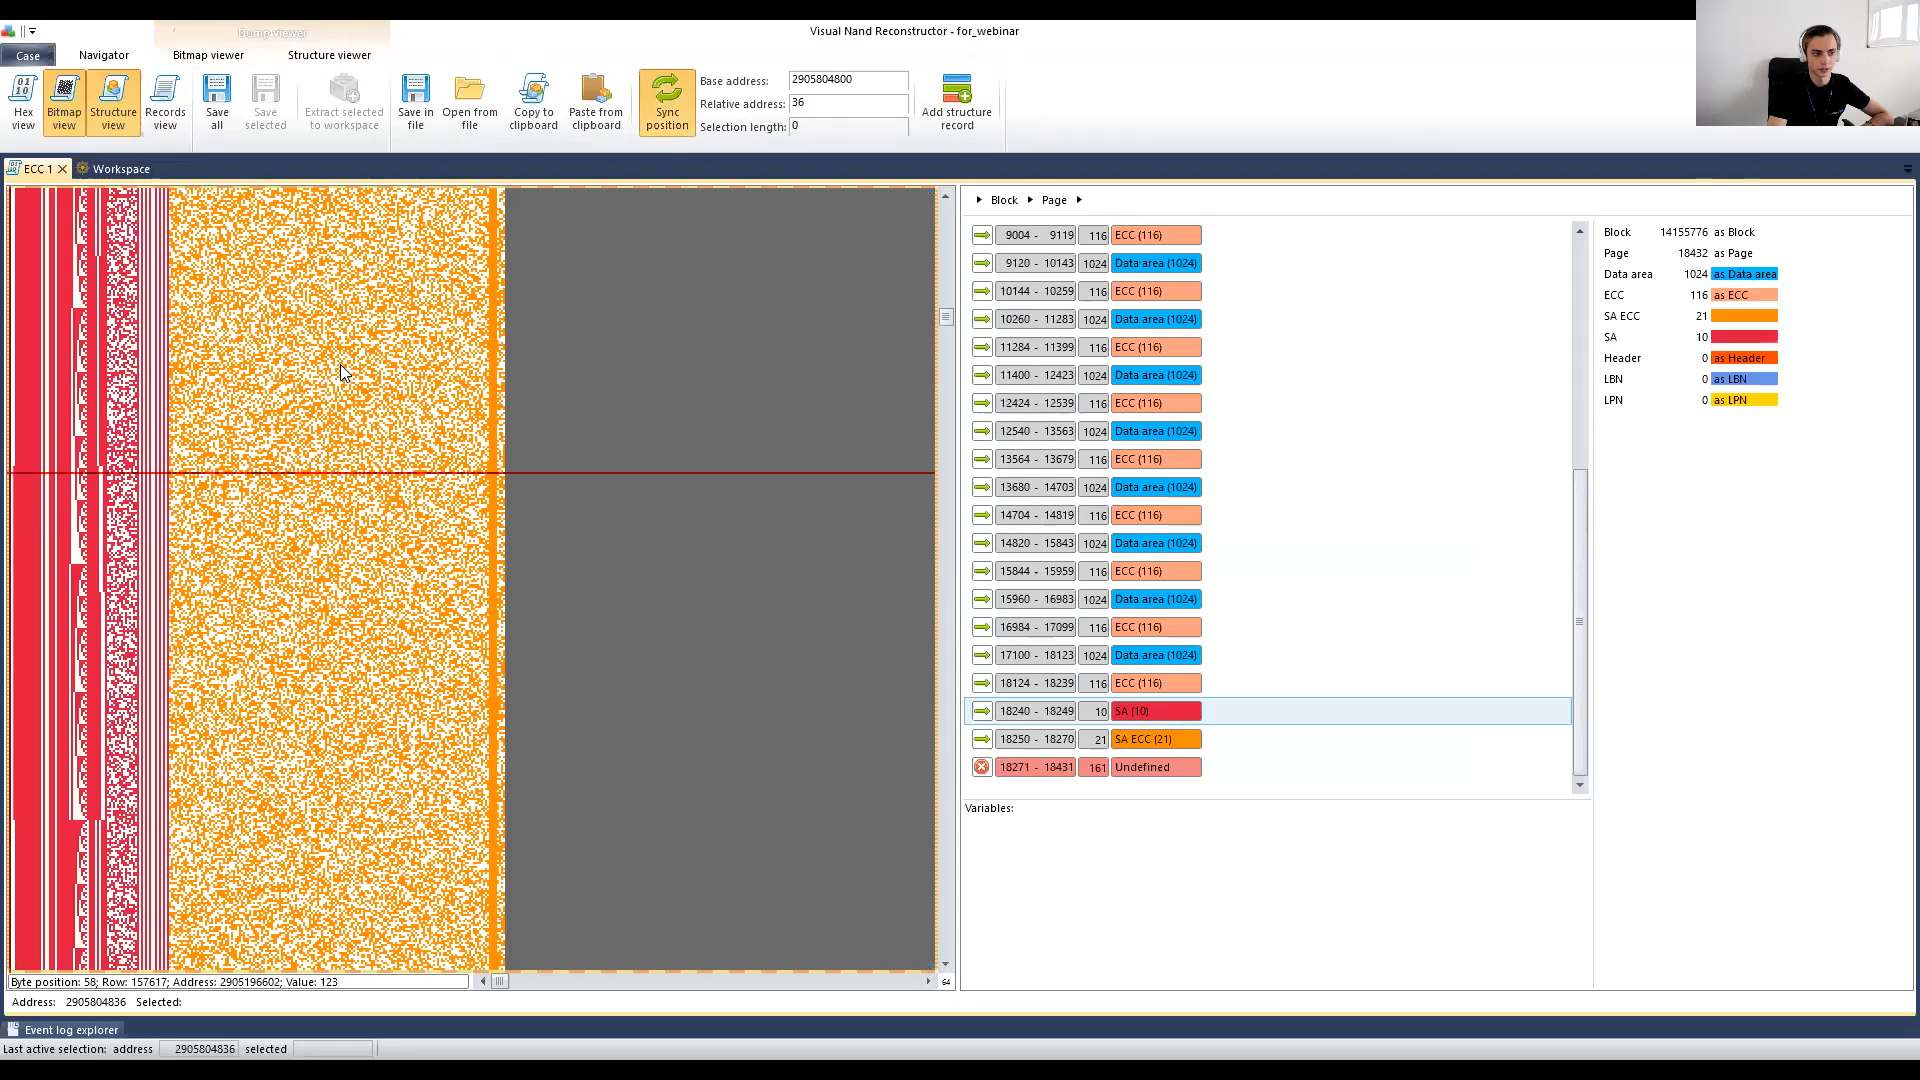 Dump viewer
Visual Nand Reconstructor - for_webinar
Case
Navigator
Bitmap viewer
Structure viewer
Hex view
Bitmap view
Structure view
Records view
Save all
Save selected
Extract selected to workspace
Save in file
Open from file
Copy to clipboard
Paste from clipboard
Sync position
Base address: 2905804800
Relative address: 36
Selection length: 0
Add structure record
ECC 1
Workspace
Block Page
9004 - 9119 116 ECC (116)
9120 - 10143 1024 Data area (1024)
10144 - 10259 116 ECC (116)
10260 - 11283 1024 Data area (1024)
11284 - 11399 116 ECC (116)
11400 - 12423 1024 Data area (1024)
12424 - 12539 116 ECC (116)
12540 - 13563 1024 Data area (1024)
13564 - 13679 116 ECC (116)
13680 - 14703 1024 Data area (1024)
14704 - 14819 116 ECC (116)
14820 - 15843 1024 Data area (1024)
15844 - 15959 116 ECC (116)
15960 - 16983 1024 Data area (1024)
16984 - 17099 116 ECC (116)
17100 - 18123 1024 Data area (1024)
18124 - 18239 116 ECC (116)
18240 - 18249 10 SA (10)
18250 - 18270 21 SA ECC (21)
18271 - 18431 161 Undefined
Variables:
Block 14155776 as Block
Page 18432 as Page
Data area 1024 as Data area
ECC 116 as ECC
SA ECC 21
SA 10
Header 0 as Header
LBN 0 as LBN
LPN 0 as LPN
Byte position: 58; Row: 157617; Address: 2905196602; Value: 123
64
Address: 2905804836 Selected:
Event log explorer
Last active selection: address 2905804836 selected